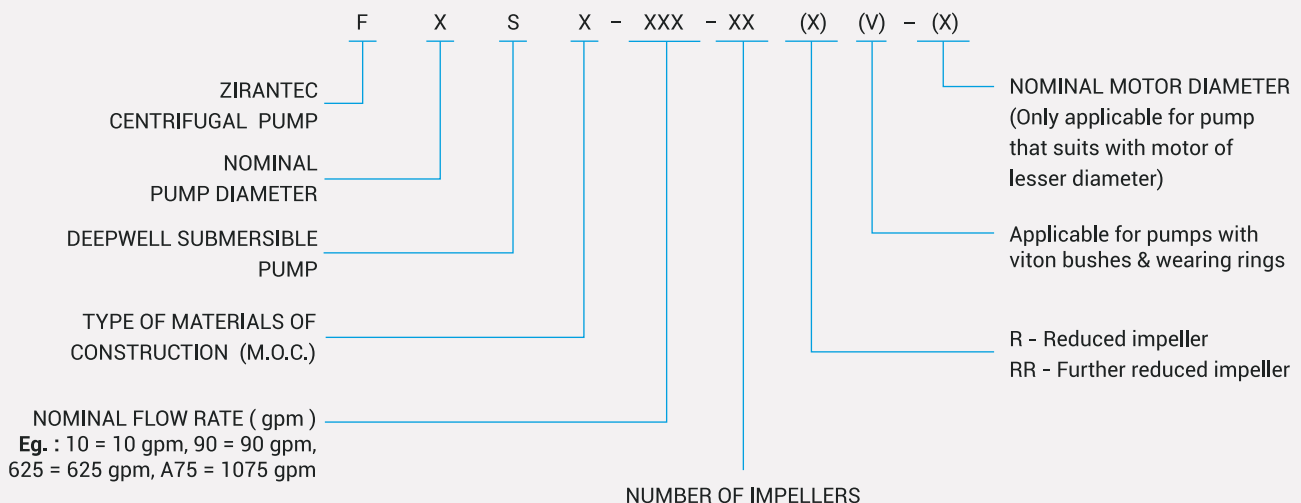 F X S X - XXX - XX (X) (V) - (X)
ZIRANTEC
CENTRIFUGAL PUMP
NOMINAL
PUMP DIAMETER
DEEPWELL SUBMERSIBLE
PUMP
TYPE OF MATERIALS OF
CONSTRUCTION (M.O.C.)
NOMINAL FLOW RATE ( gpm )
Eg. : 10 = 10 gpm, 90 = 90 gpm,
625 = 625 gpm, A75 = 1075 gpm
NUMBER OF IMPELLERS
NOMINAL MOTOR DIAMETER
(Only applicable for pump
that suits with motor of
lesser diameter)
Applicable for pumps with
viton bushes & wearing rings
R - Reduced impeller
RR - Further reduced impeller